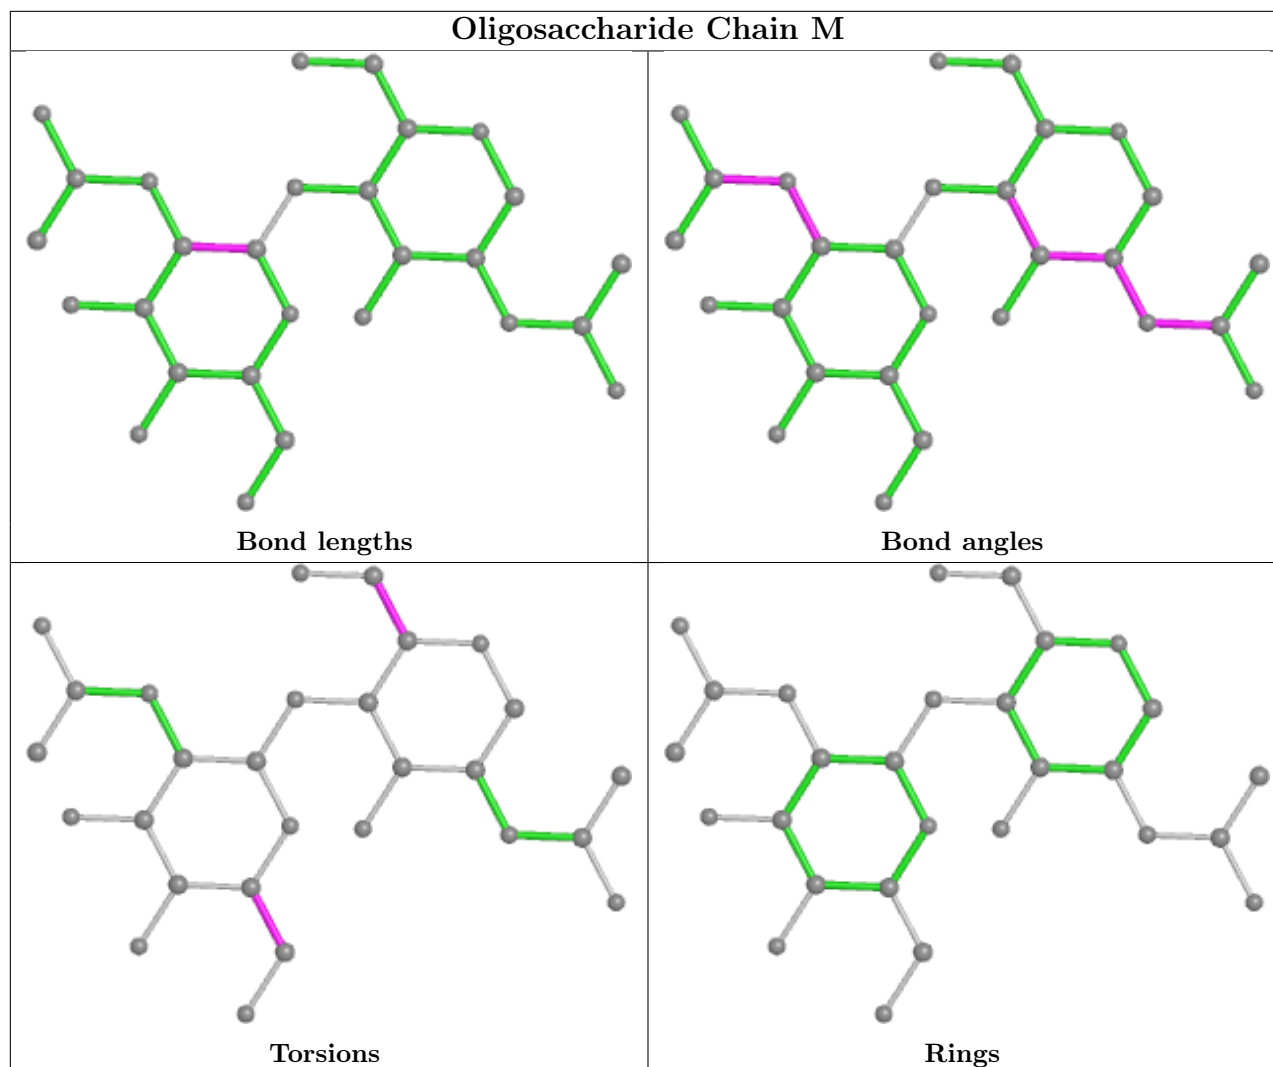 Oligosaccharide Chain M
Bond lengths
Bond angles
Torsions
Rings